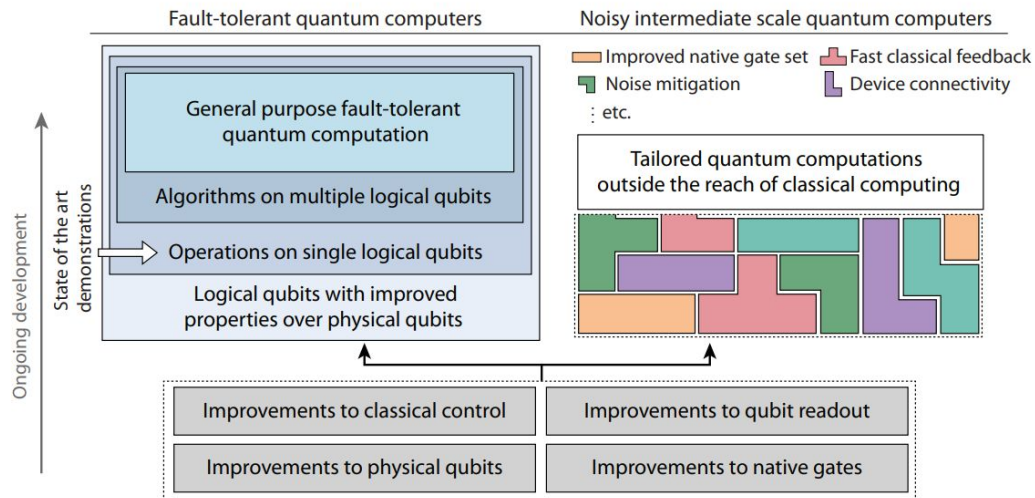 Fault-tolerant quantum computers
Noisy intermediate scale quantum computers
Improved native gate set
Fast classical feedback
Noise mitigation
Device connectivity
⋮ etc.
General purpose fault-tolerant
quantum computation
Algorithms on multiple logical qubits
Operations on single logical qubits
Logical qubits with improved
properties over physical qubits
Tailored quantum computations
outside the reach of classical computing
Ongoing development
State of the art
demonstrations
Improvements to classical control
Improvements to qubit readout
Improvements to physical qubits
Improvements to native gates